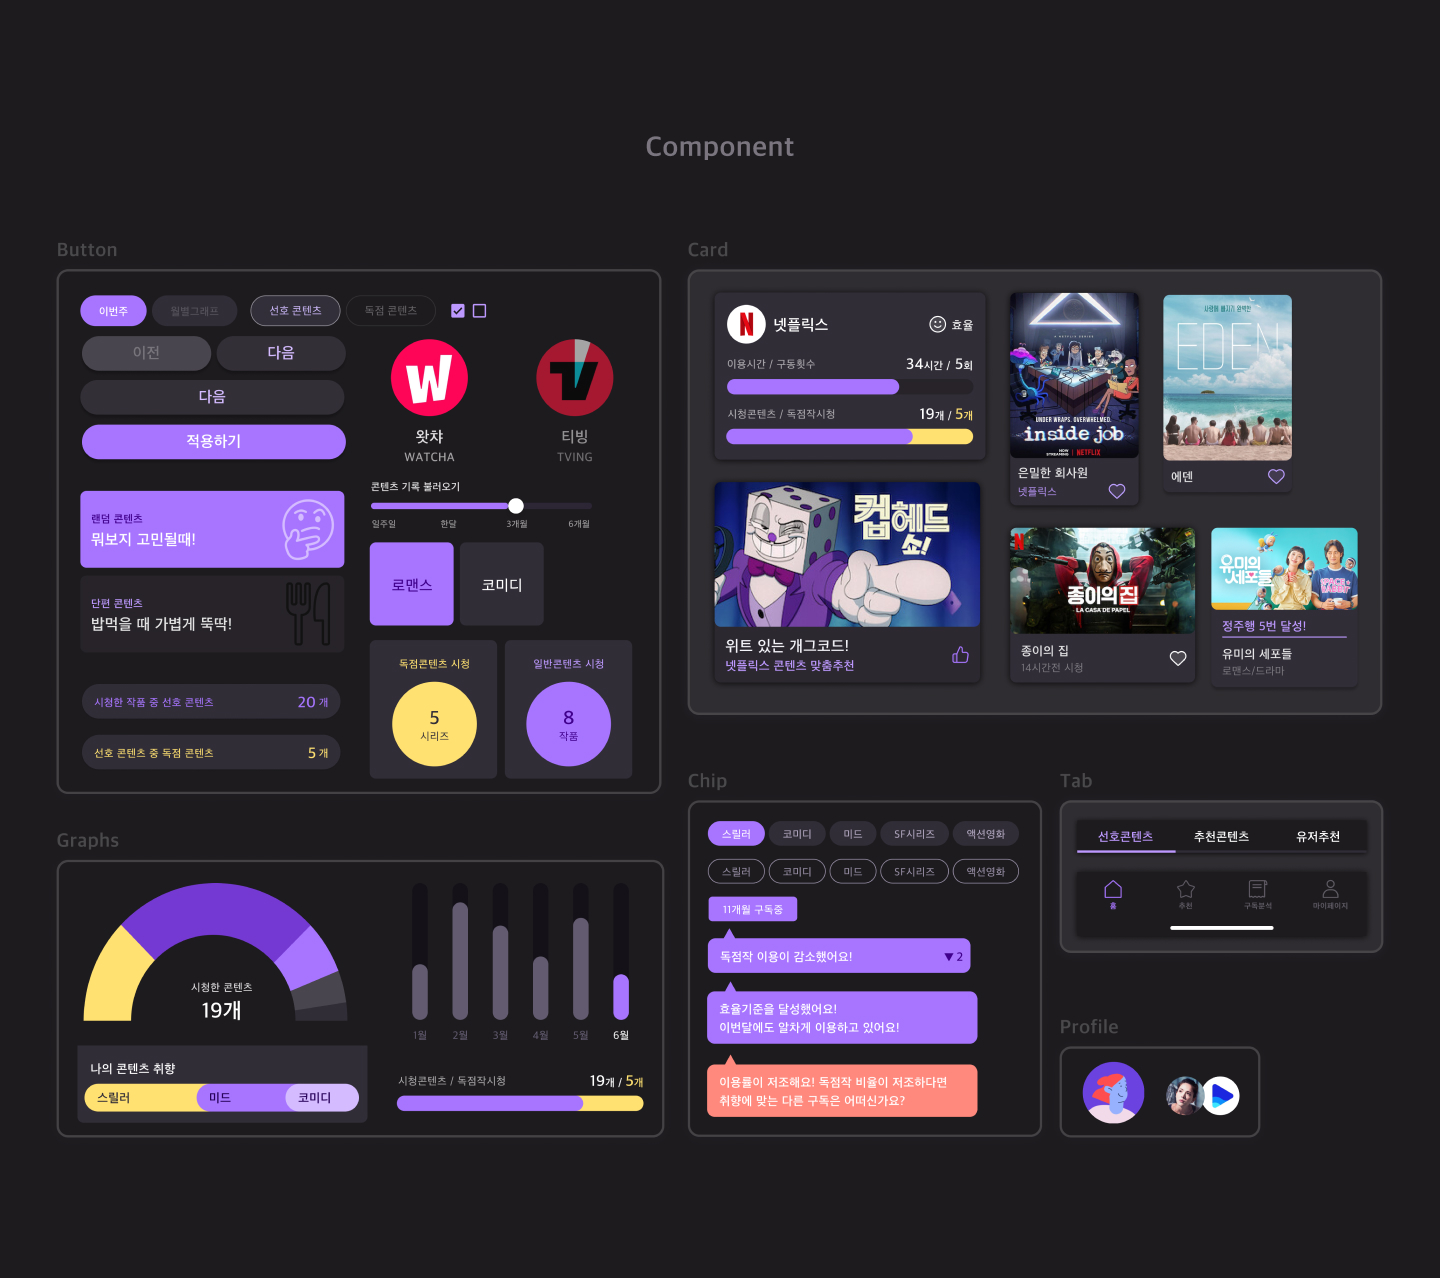 Component
Button
이번주
월별그래프
선호 콘텐츠
독점 콘텐츠
이전
다음
다음
적용하기
W
왓챠
WATCHA
TV
티빙
TVING
랜덤 콘텐츠
뭐보지 고민될때!
단편 콘텐츠
밥먹을 때 가볍게 뚝딱!
시청한 작품 중 선호 콘텐츠
20 개
선호 콘텐츠 중 독점 콘텐츠
5 개
콘텐츠 기록 불러오기
일주일
한달
3개월
6개월
로맨스
코미디
독점콘텐츠 시청
5
시리즈
일반콘텐츠 시청
8
작품
Card
N
넷플릭스
효율
이용시간 / 구동횟수
34시간 / 5회
시청콘텐츠 / 독점작시청
19개 / 5개
A NETFLIX SERIES
UNDER WRAPS. OVERWHELMED.
inside job
NOW STREAMING | NETFLIX
은밀한 회사원
넷플릭스
사랑에 빠지기 완벽한
EDEN
에덴
컵헤드
쇼!
위트 있는 개그코드!
넷플릭스 콘텐츠 맞춤추천
N
종이의 집
LA CASA DE PAPEL
종이의 집
14시간전 시청
유미의
세포들
정주행 5번 달성!
유미의 세포들
로맨스/드라마
Graphs
시청한 콘텐츠
19개
나의 콘텐츠 취향
스릴러
미드
코미디
1월
2월
3월
4월
5월
6월
시청콘텐츠 / 독점작시청
19개 / 5개
Chip
스릴러
코미디
미드
SF시리즈
액션영화
스릴러
코미디
미드
SF시리즈
액션영화
11개월 구독중
독점작 이용이 감소했어요!
▼ 2
효율기준을 달성했어요!
이번달에도 알차게 이용하고 있어요!
이용률이 저조해요! 독점작 비율이 저조하다면
취향에 맞는 다른 구독은 어떠신가요?
Tab
선호콘텐츠
추천콘텐츠
유저추천
홈
추천
구독분석
마이페이지
Profile